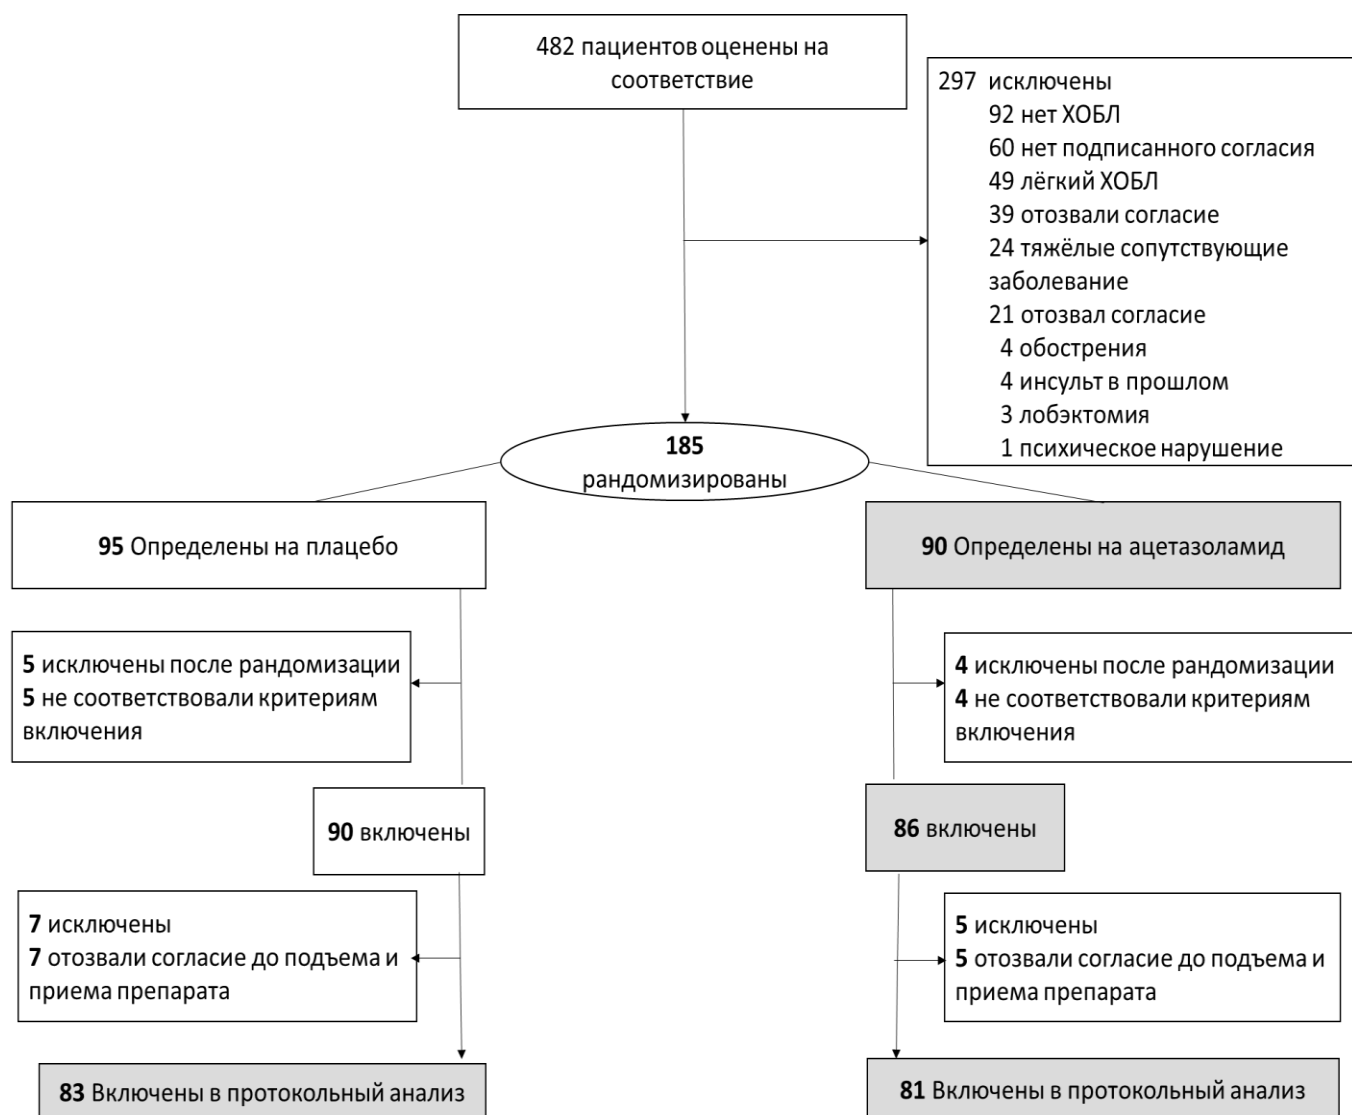 482 пациентов оценены на
соответствие
297 исключены
92 нет ХОБЛ
60 нет подписанного согласия
49 лёгкий ХОБЛ
39 отозвали согласие
24 тяжёлые сопутствующие
заболевание
21 отозвал согласие
4 обострения
4 инсульт в прошлом
3 лобэктомия
1 психическое нарушение
185
рандомизированы
95 Определены на плацебо
90 Определены на ацетазоламид
5 исключены после рандомизации
5 не соответствовали критериям
включения
4 исключены после рандомизации
4 не соответствовали критериям
включения
90 включены
86 включены
7 исключены
7 отозвали согласие до подъема и
приема препарата
5 исключены
5 отозвали согласие до подъема и
приема препарата
83 Включены в протокольный анализ
81 Включены в протокольный анализ